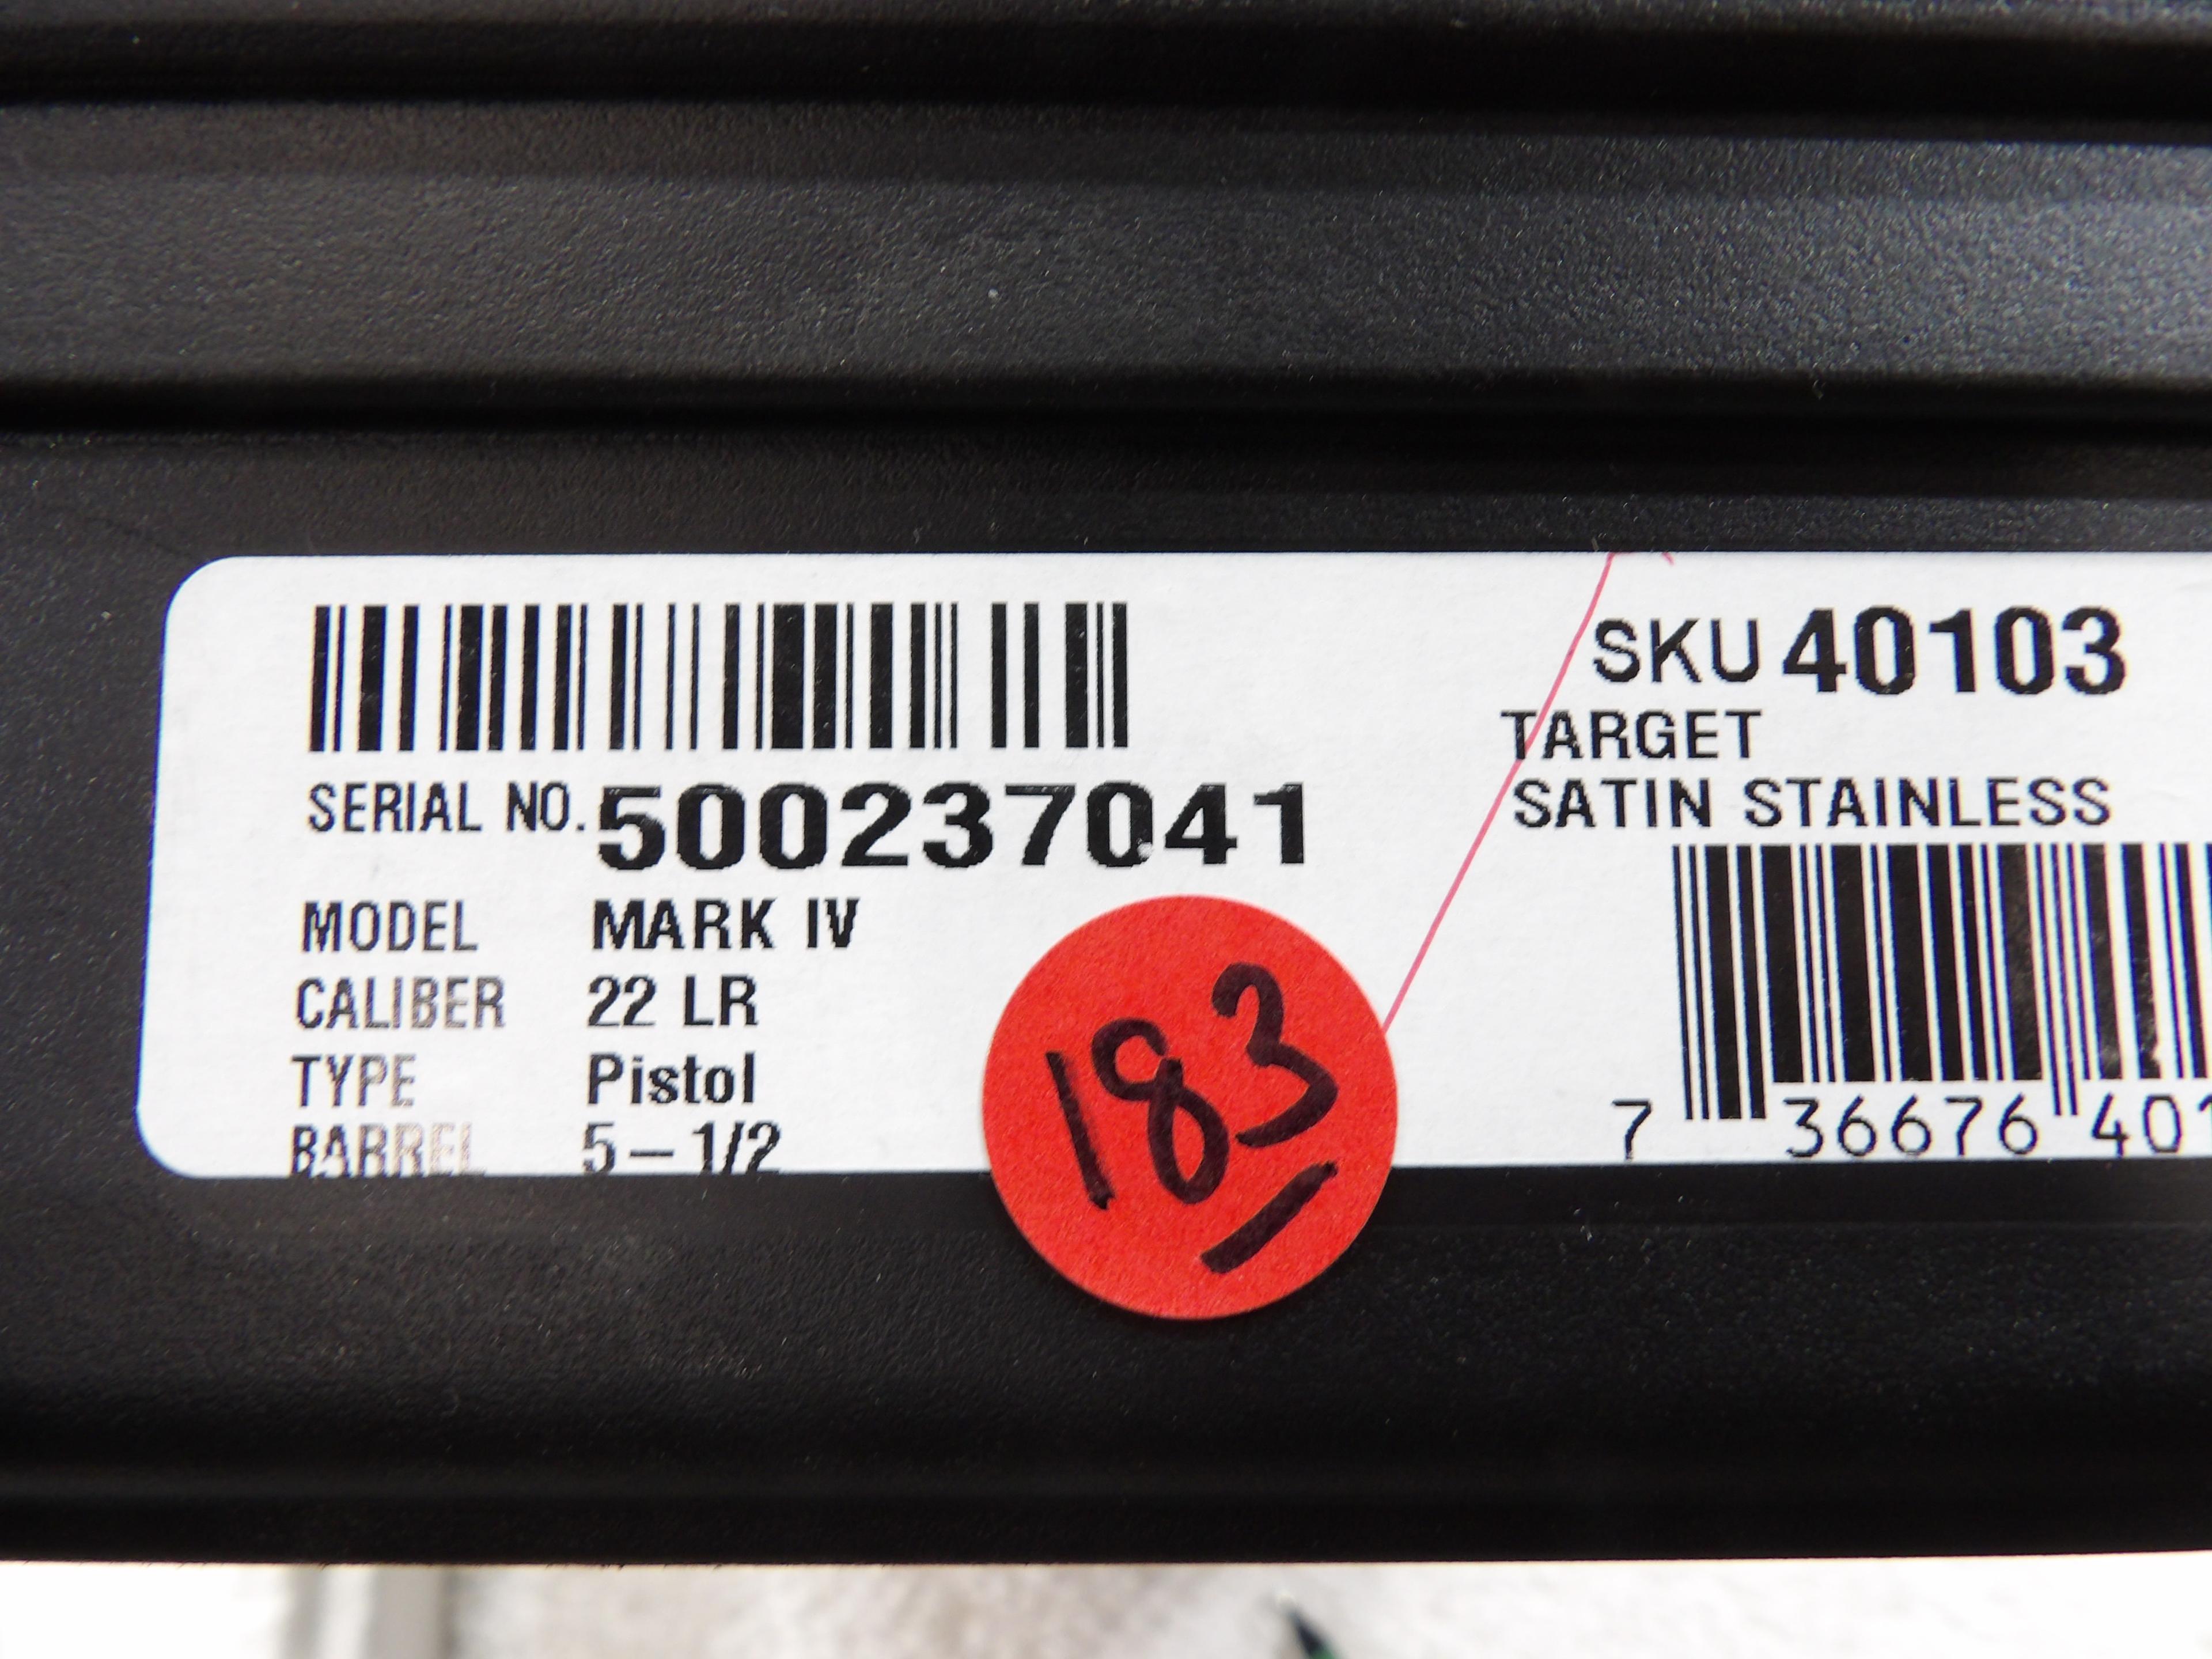 SERIAL NO. 500237041
MODEL MARK IV
CALIBER 22 LR
TYPE Pistol
BARREL 5-1/2
183
SKU 40103
TARGET
SATIN STAINLESS
7 36676 401